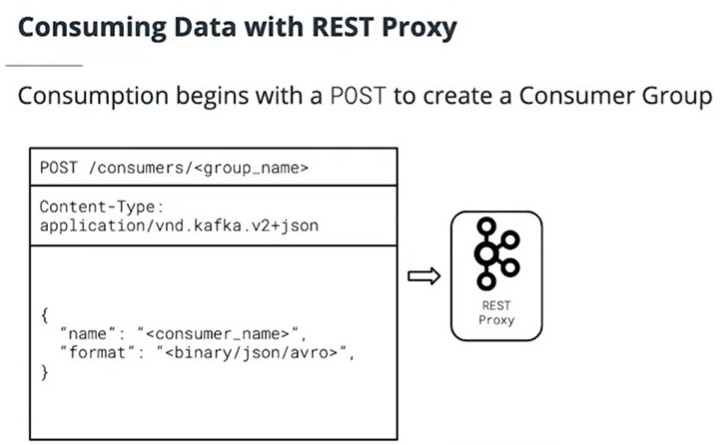 Consuming Data with REST Proxy
Consumption begins with a POST to create a Consumer Group
POST /consumers/<group_name>
Content-Type:
application/vnd.kafka.v2+json
{
"name": "<consumer_name>",
"format": "<binary/json/avro>",
}
REST
Proxy